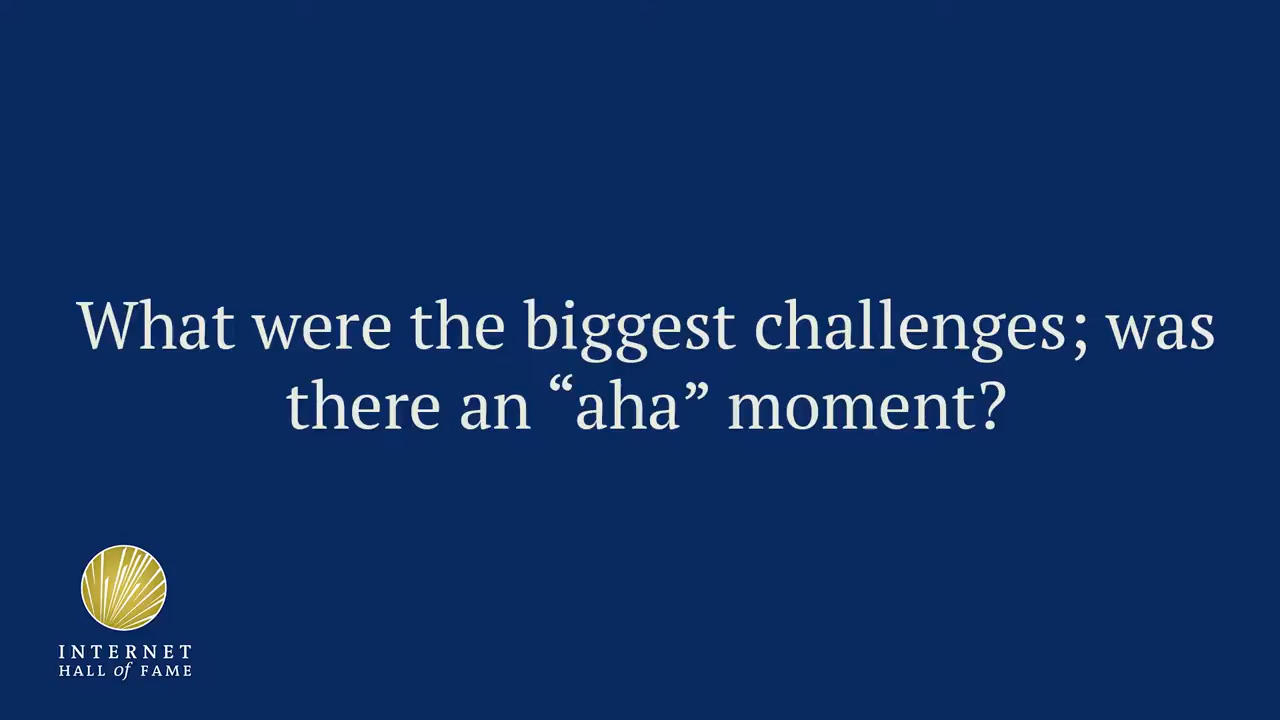 What were the biggest challenges; was
there an “aha” moment?
INTERNET
HALL of FAME